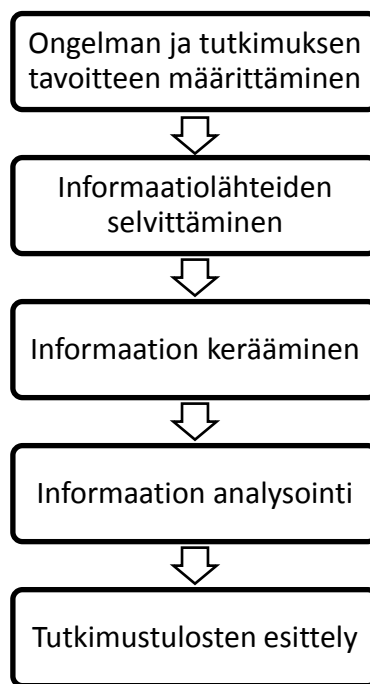 Ongelman ja tutkimuksen
tavoitteen määrittäminen
Informaatiolähteiden
selvittäminen
Informaation kerääminen
Informaation analysointi
Tutkimustulosten esittely